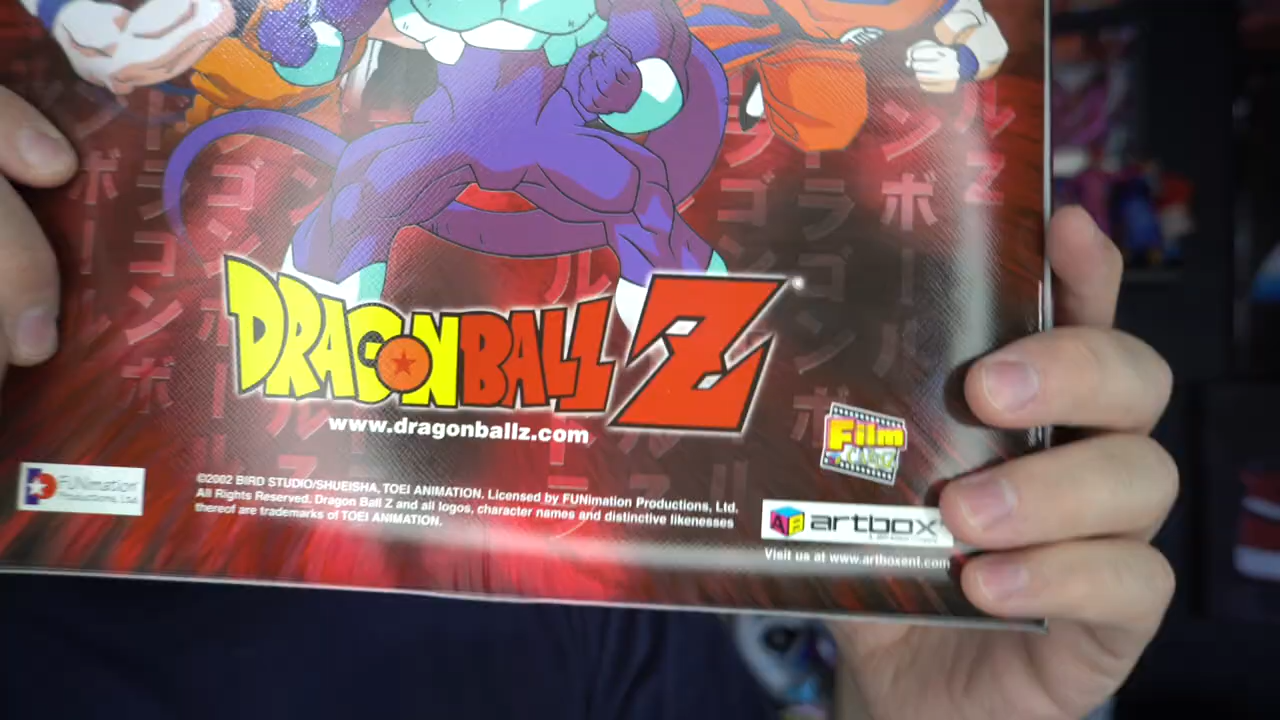 DRAGON BALL Z
www.dragonballz.com
Film
CARDZ
FUNimation
Productions, Ltd.
©2002 BIRD STUDIO/SHUEISHA, TOEI ANIMATION. Licensed by FUNimation Productions, Ltd.
All Rights Reserved. Dragon Ball Z and all logos, character names and distinctive likenesses
thereof are trademarks of TOEI ANIMATION.
artbox
Visit us at www.artboxent.com